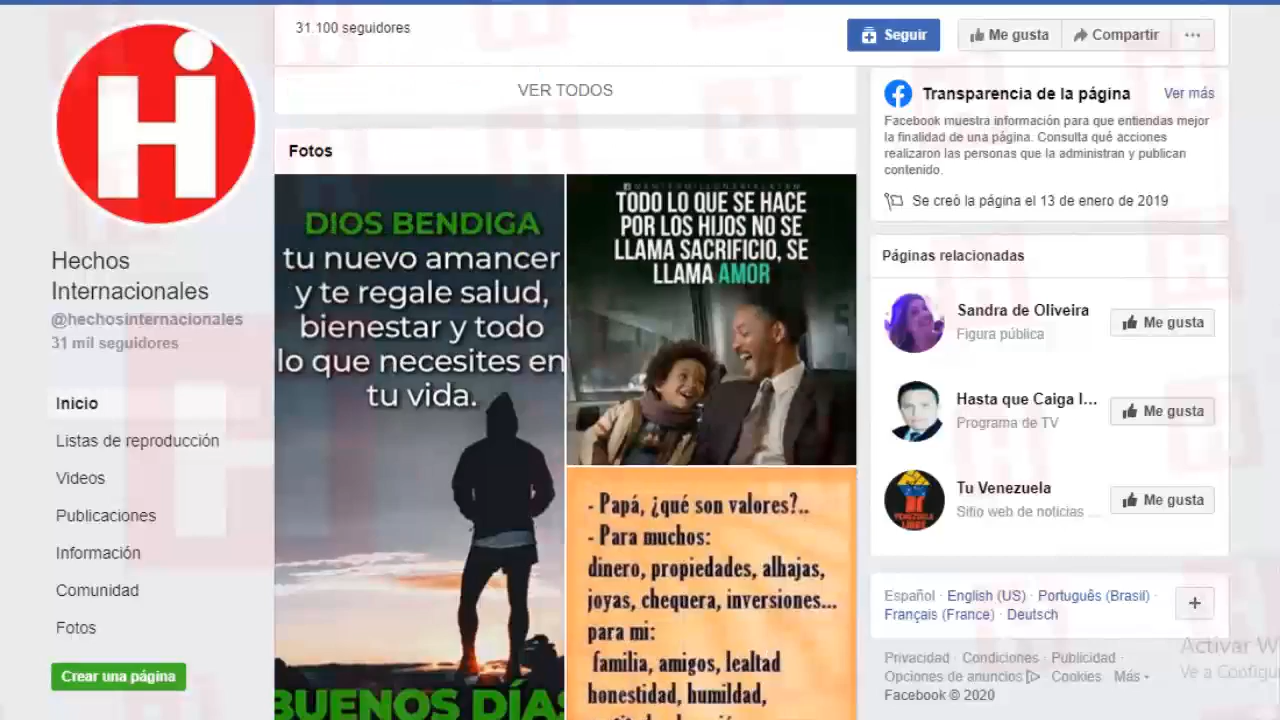 31.100 seguidores
Seguir
Me gusta
Compartir
VER TODOS
Fotos
Hi
Hechos
Internacionales
@hechosinternacionales
31 mil seguidores
Inicio
Listas de reproducción
Videos
Publicaciones
Información
Comunidad
Fotos
Crear una página
DIOS BENDIGA
tu nuevo amancer
y te regale salud,
bienestar y todo
lo que necesites en
tu vida.
BUENOS DÍAS
TODO LO QUE SE HACE
POR LOS HIJOS NO SE
LLAMA SACRIFICIO, SE
LLAMA AMOR
- Papá, ¿qué son valores?..
- Para muchos:
dinero, propiedades, alhajas,
joyas, chequera, inversiones...
para mi:
familia, amigos, lealtad
honestidad, humildad,
Transparencia de la página
Ver más
Facebook muestra información para que entiendas mejor
la finalidad de una página. Consulta qué acciones
realizaron las personas que la administran y publican
contenido.
Se creó la página el 13 de enero de 2019
Páginas relacionadas
Sandra de Oliveira
Figura pública
Me gusta
Hasta que Caiga l...
Programa de TV
Me gusta
Tu Venezuela
Sitio web de noticias ...
Me gusta
Español · English (US) · Português (Brasil) ·
Français (France) · Deutsch
Privacidad · Condiciones · Publicidad ·
Opciones de anuncios · Cookies · Más
Facebook © 2020
Activar W
Ve a Configu